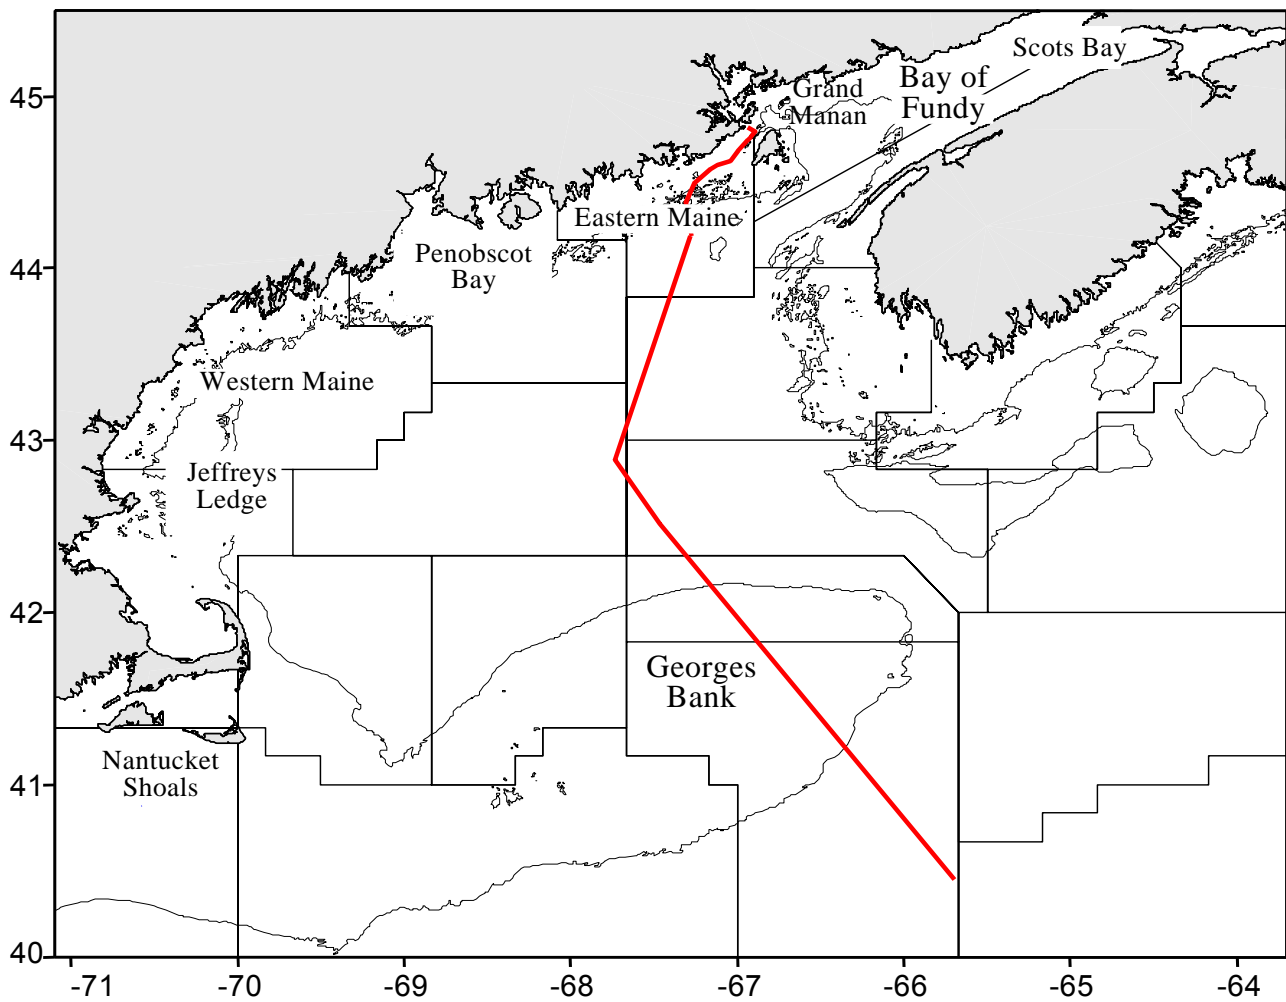 Scots Bay
Bay of
Fundy
Grand
Manan
45
Eastern Maine
Penobscot
Bay
44
Western Maine
43
Jeffreys
Ledge
42
Georges
Bank
Nantucket
Shoals
41
40
-71 -70 -69 -68 -67 -66 -65 -64